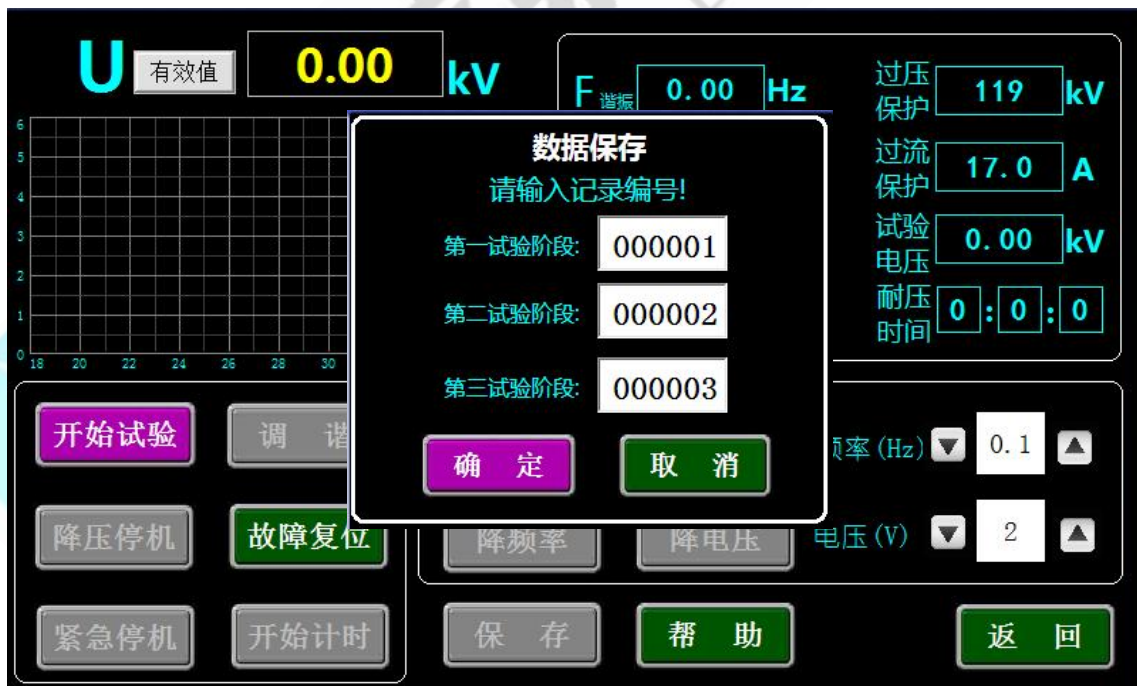 U 有效值 0.00 kV
F 谐振 0.00 Hz
过压保护 119 kV
过流保护 17.0 A
试验电压 0.00 kV
耐压时间 0 : 0 : 0
6
5
4
3
2
1
0
18 20 22 24 26 28 30
数据保存
请输入记录编号!
第一试验阶段: 000001
第二试验阶段: 000002
第三试验阶段: 000003
确 定 取 消
开始试验 调 谐
率(Hz) 0.1
降压停机 故障复位 降频率 降电压 电压(V) 2
紧急停机 开始计时 保 存 帮 助 返 回